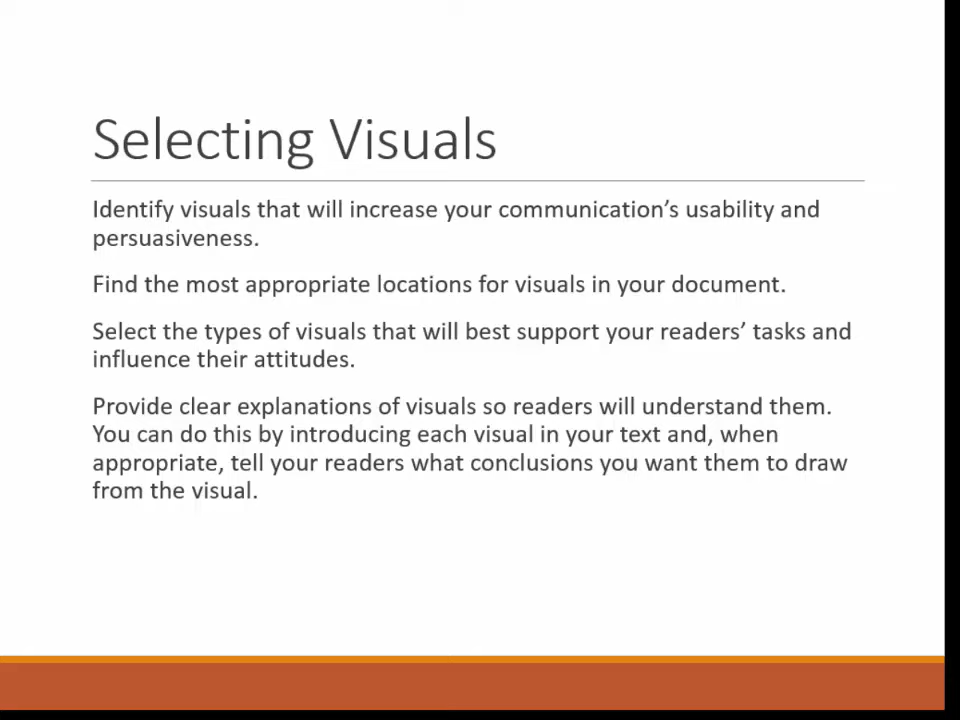 Selecting Visuals
Identify visuals that will increase your communication’s usability and
persuasiveness.
Find the most appropriate locations for visuals in your document.
Select the types of visuals that will best support your readers’ tasks and
influence their attitudes.
Provide clear explanations of visuals so readers will understand them.
You can do this by introducing each visual in your text and, when
appropriate, tell your readers what conclusions you want them to draw
from the visual.